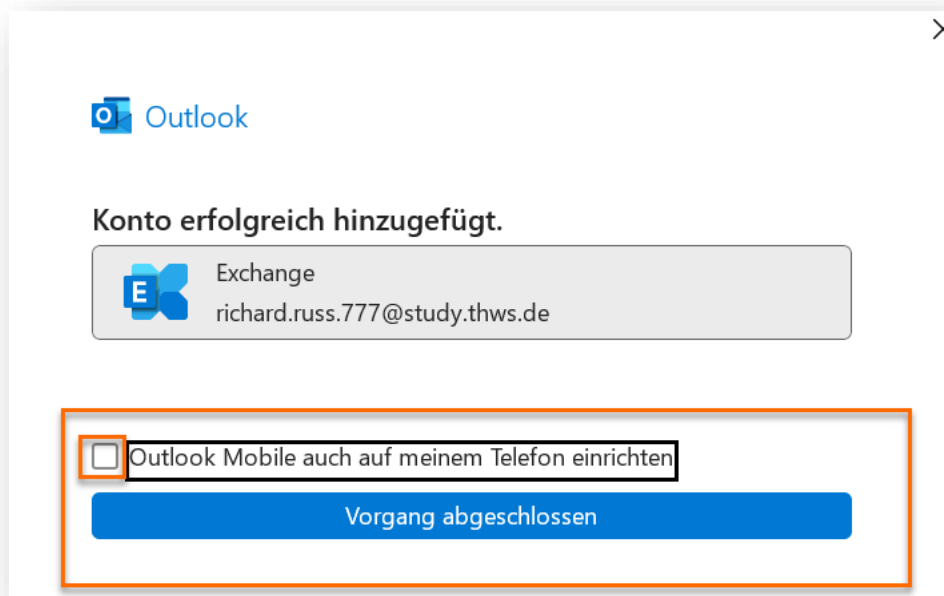 Outlook
Konto erfolgreich hinzugefügt.
Exchange
richard.russ.777@study.thws.de
Outlook Mobile auch auf meinem Telefon einrichten
Vorgang abgeschlossen